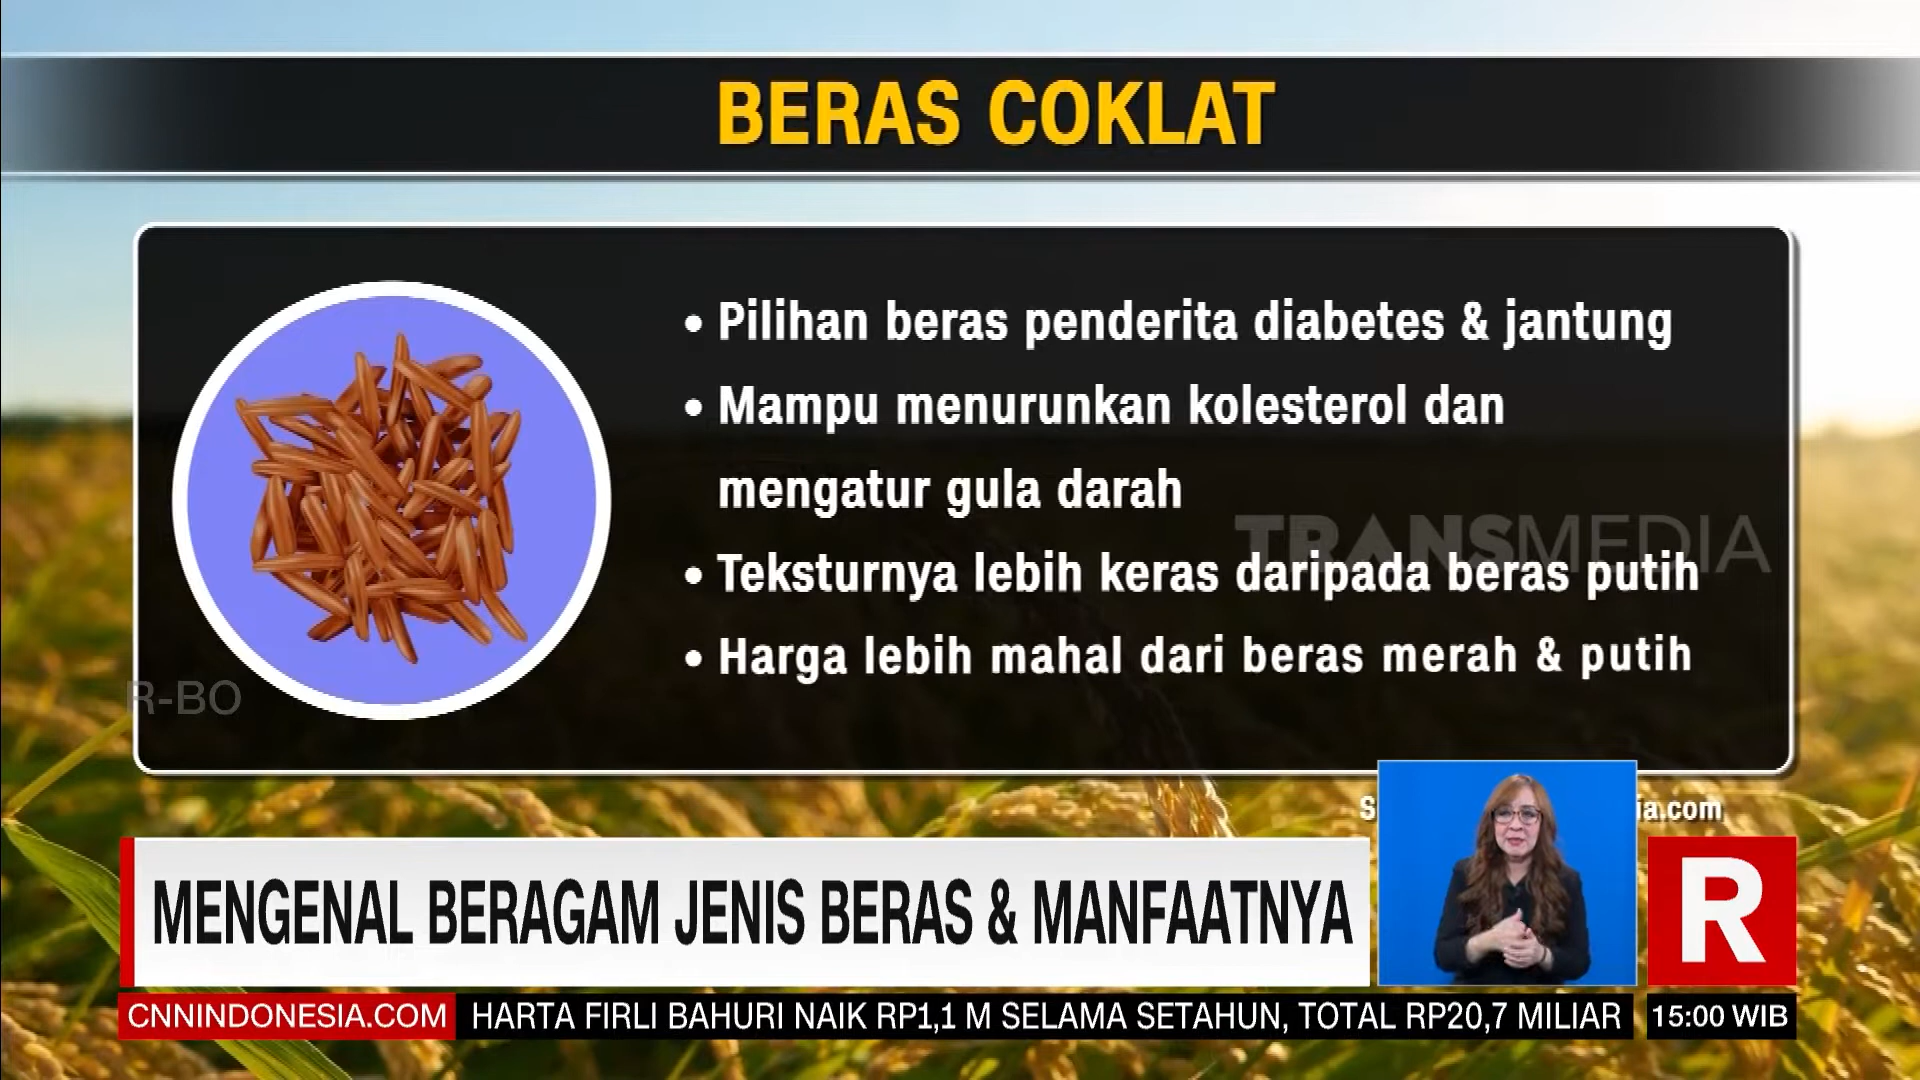 BERAS COKLAT
• Pilihan beras penderita diabetes & jantung
• Mampu menurunkan kolesterol dan
mengatur gula darah
• Teksturnya lebih keras daripada beras putih
• Harga lebih mahal dari beras merah & putih
TRANSMEDIA
R-BO
MENGENAL BERAGAM JENIS BERAS & MANFAATNYA
R
CNNINDONESIA.COM HARTA FIRLI BAHURI NAIK RP1,1 M SELAMA SETAHUN, TOTAL RP20,7 MILIAR 15:00 WIB